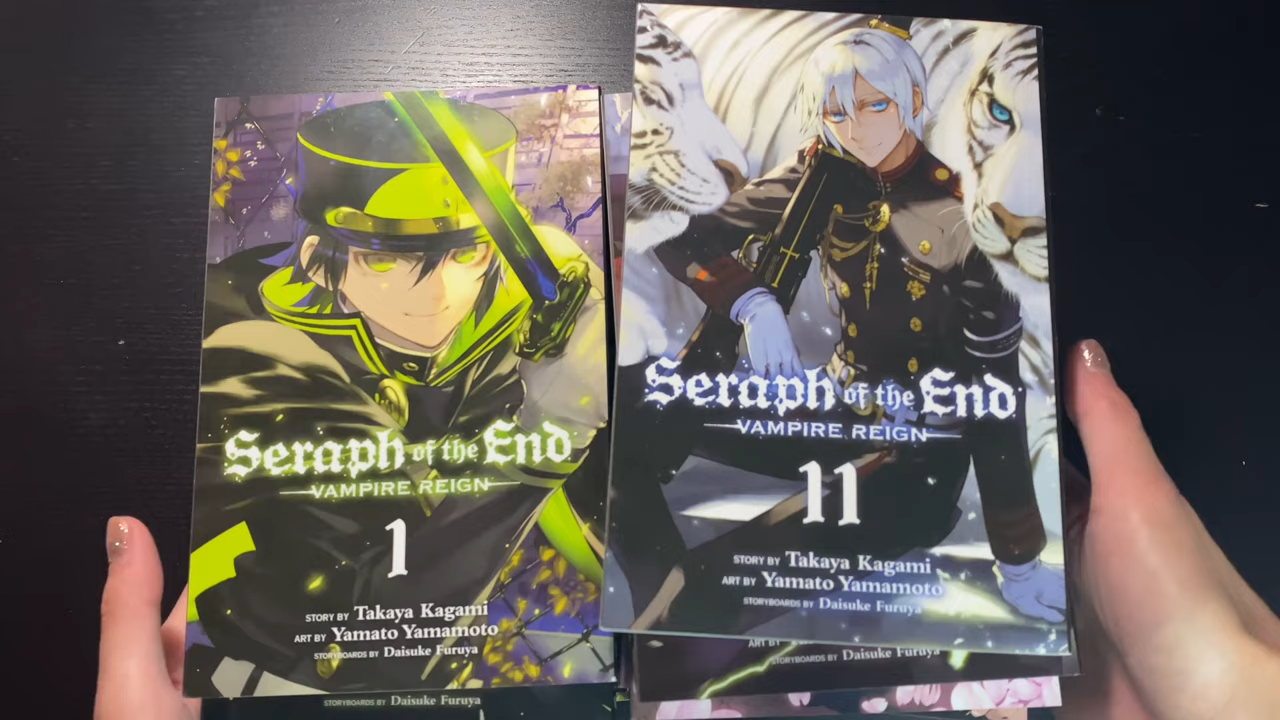 Seraph of the End
VAMPIRE REIGN
1
STORY BY Takaya Kagami
ART BY Yamato Yamamoto
STORYBOARDS BY Daisuke Furuya
STORYBOARDS BY Daisuke Furuya
Seraph of the End
VAMPIRE REIGN
11
STORY BY Takaya Kagami
ART BY Yamato Yamamoto
STORYBOARDS BY Daisuke Furuya
ART BY
STORYBOARDS BY Daisuke Furuya